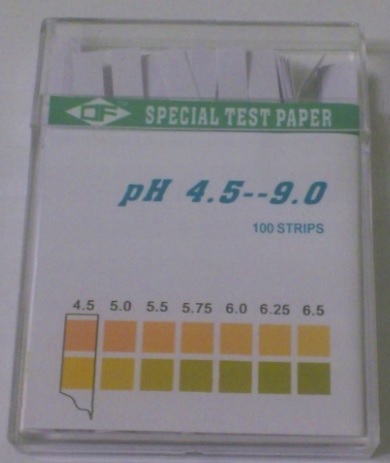 DF SPECIAL TEST PAPER
pH 4.5--9.0
100 STRIPS
4.5 5.0 5.5 5.75 6.0 6.25 6.5